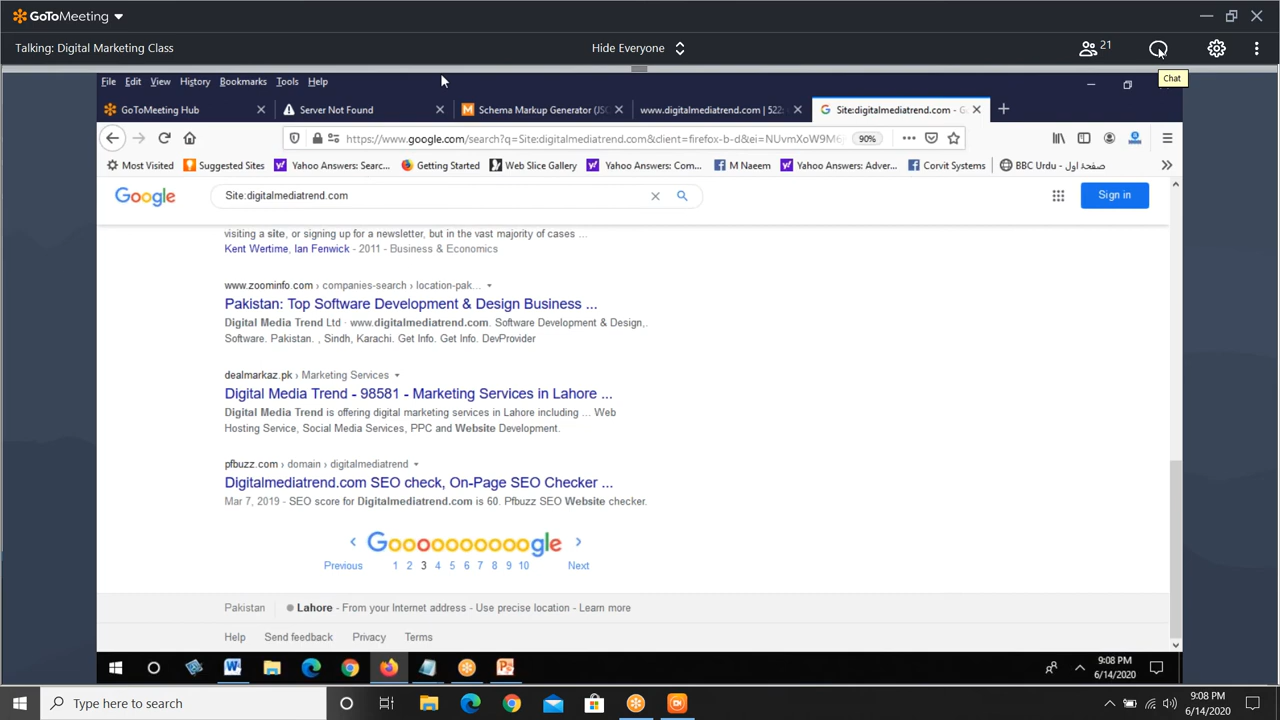 GoToMeeting
Talking: Digital Marketing Class
Hide Everyone
21
Chat
File Edit View History Bookmarks Tools Help
GoToMeeting Hub
Server Not Found
Schema Markup Generator (JSC
www.digitalmediatrend.com | 522:
Site:digitalmediatrend.com - G
https://www.google.com/search?q=Site:digitalmediatrend.com&client=firefox-b-d&ei=NUvmXoW9M6
90%
Most Visited
Suggested Sites
Yahoo Answers: Searc...
Getting Started
Web Slice Gallery
Yahoo Answers: Com...
M Naeem
Yahoo Answers: Adver...
Corvit Systems
BBC Urdu - صفحۂ اول
Google
Site:digitalmediatrend.com
Sign in
visiting a site, or signing up for a newsletter, but in the vast majority of cases ...
Kent Wertime, Ian Fenwick - 2011 - Business & Economics
www.zoominfo.com › companies-search › location-pak...
Pakistan: Top Software Development & Design Business ...
Digital Media Trend Ltd · www.digitalmediatrend.com. Software Development & Design,.
Software. Pakistan. , Sindh, Karachi. Get Info. Get Info. DevProvider
dealmarkaz.pk › Marketing Services
Digital Media Trend - 98581 - Marketing Services in Lahore ...
Digital Media Trend is offering digital marketing services in Lahore including ... Web
Hosting Service, Social Media Services, PPC and Website Development.
pfbuzz.com › domain › digitalmediatrend
Digitalmediatrend.com SEO check, On-Page SEO Checker ...
Mar 7, 2019 - SEO score for Digitalmediatrend.com is 60. Pfbuzz SEO Website checker.
Goooooooooogle
Previous 1 2 3 4 5 6 7 8 9 10 Next
Pakistan
Lahore - From your Internet address - Use precise location - Learn more
Help Send feedback Privacy Terms
9:08 PM
6/14/2020
Type here to search
9:08 PM
6/14/2020